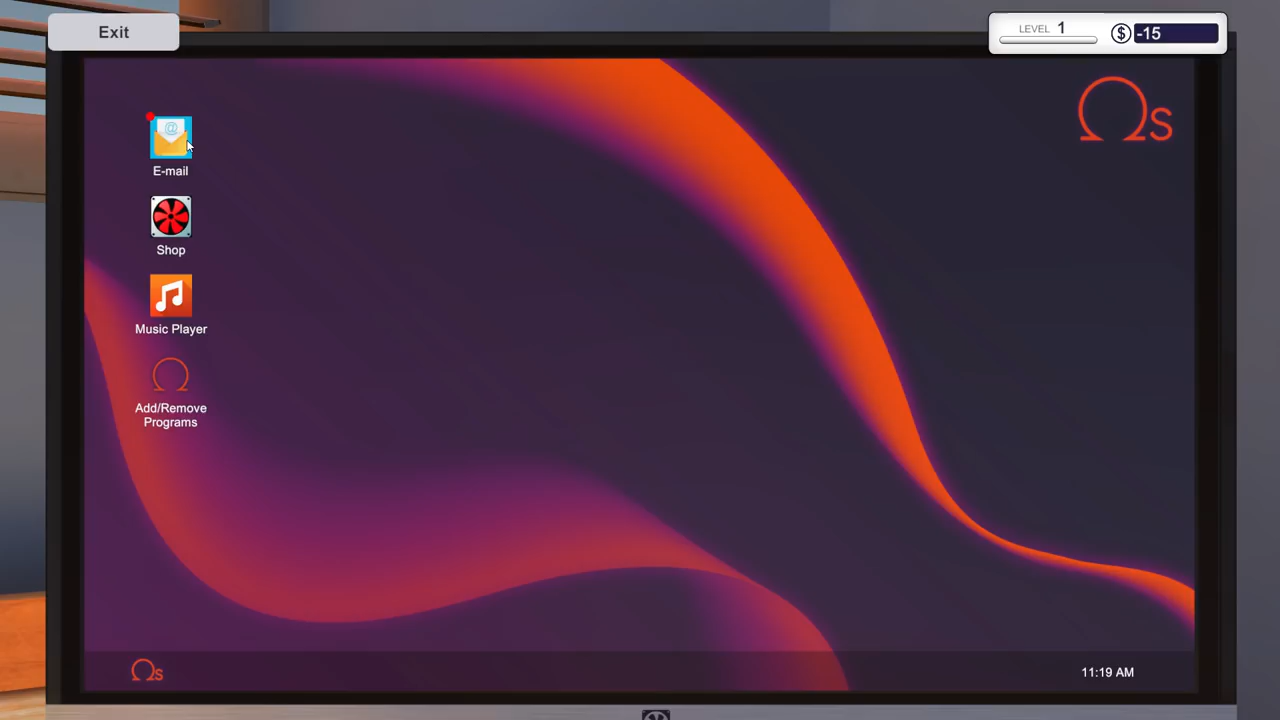 Exit
LEVEL 1
$ -15
Ωs
E-mail
Shop
Music Player
Add/Remove
Programs
Ωs
11:19 AM